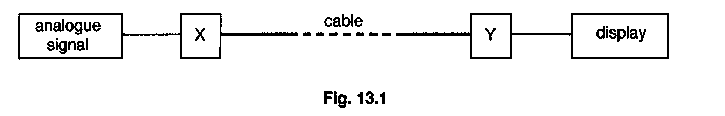 analogue
signal
X
cable
Y
display
Fig. 13.1